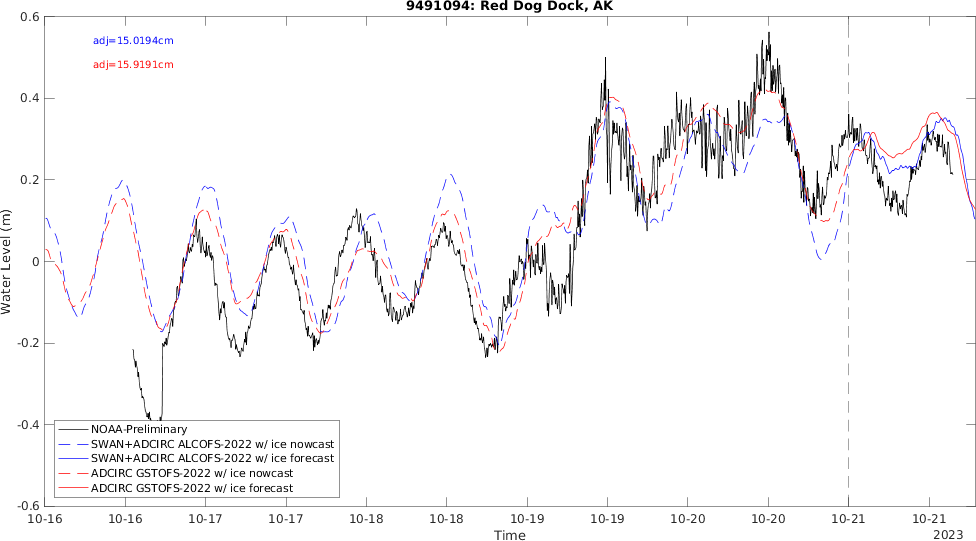 9491094: Red Dog Dock, AK
adj=15.0194cm
adj=15.9191cm
Water Level (m)
0.6
0.4
0.2
0
-0.2
-0.4
-0.6
NOAA-Preliminary
SWAN+ADCIRC ALCOFS-2022 w/ ice nowcast
SWAN+ADCIRC ALCOFS-2022 w/ ice forecast
ADCIRC GSTOFS-2022 w/ ice nowcast
ADCIRC GSTOFS-2022 w/ ice forecast
10-16 10-16 10-17 10-17 10-18 10-18 10-19 10-19 10-20 10-20 10-21 10-21
Time
2023